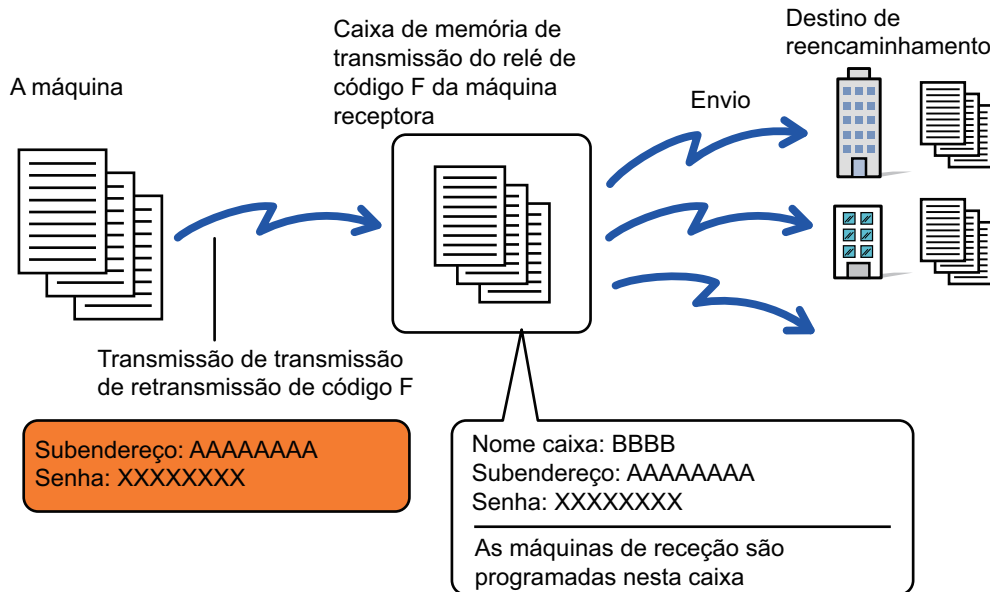 A máquina
Caixa de memória de
transmissão do relé de
código F da máquina
receptora
Envio
Destino de
reencaminhamento
Transmissão de transmissão
de retransmissão de código F
Subendereço: AAAAAAAA
Senha: XXXXXXXX
Nome caixa: BBBB
Subendereço: AAAAAAAA
Senha: XXXXXXXX
As máquinas de receção são
programadas nesta caixa